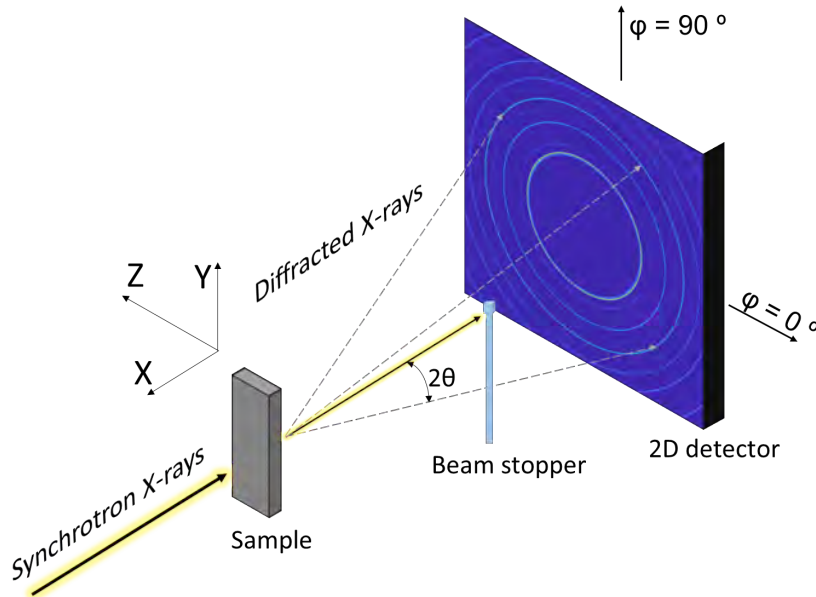 φ = 90 º
Diffracted X-rays
Z
Y
X
φ = 0 º
2θ
2D detector
Beam stopper
Synchrotron X-rays
Sample